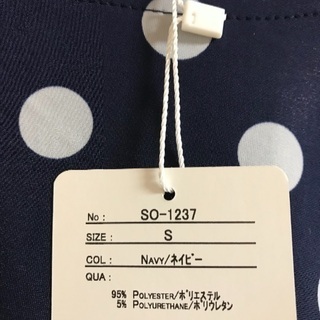 No : SO-1237
SIZE : S
COL : NAVY/ネイビー
QUA :
95% POLYESTER/ポリエステル
5% POLYURETHANE/ポリウレタン